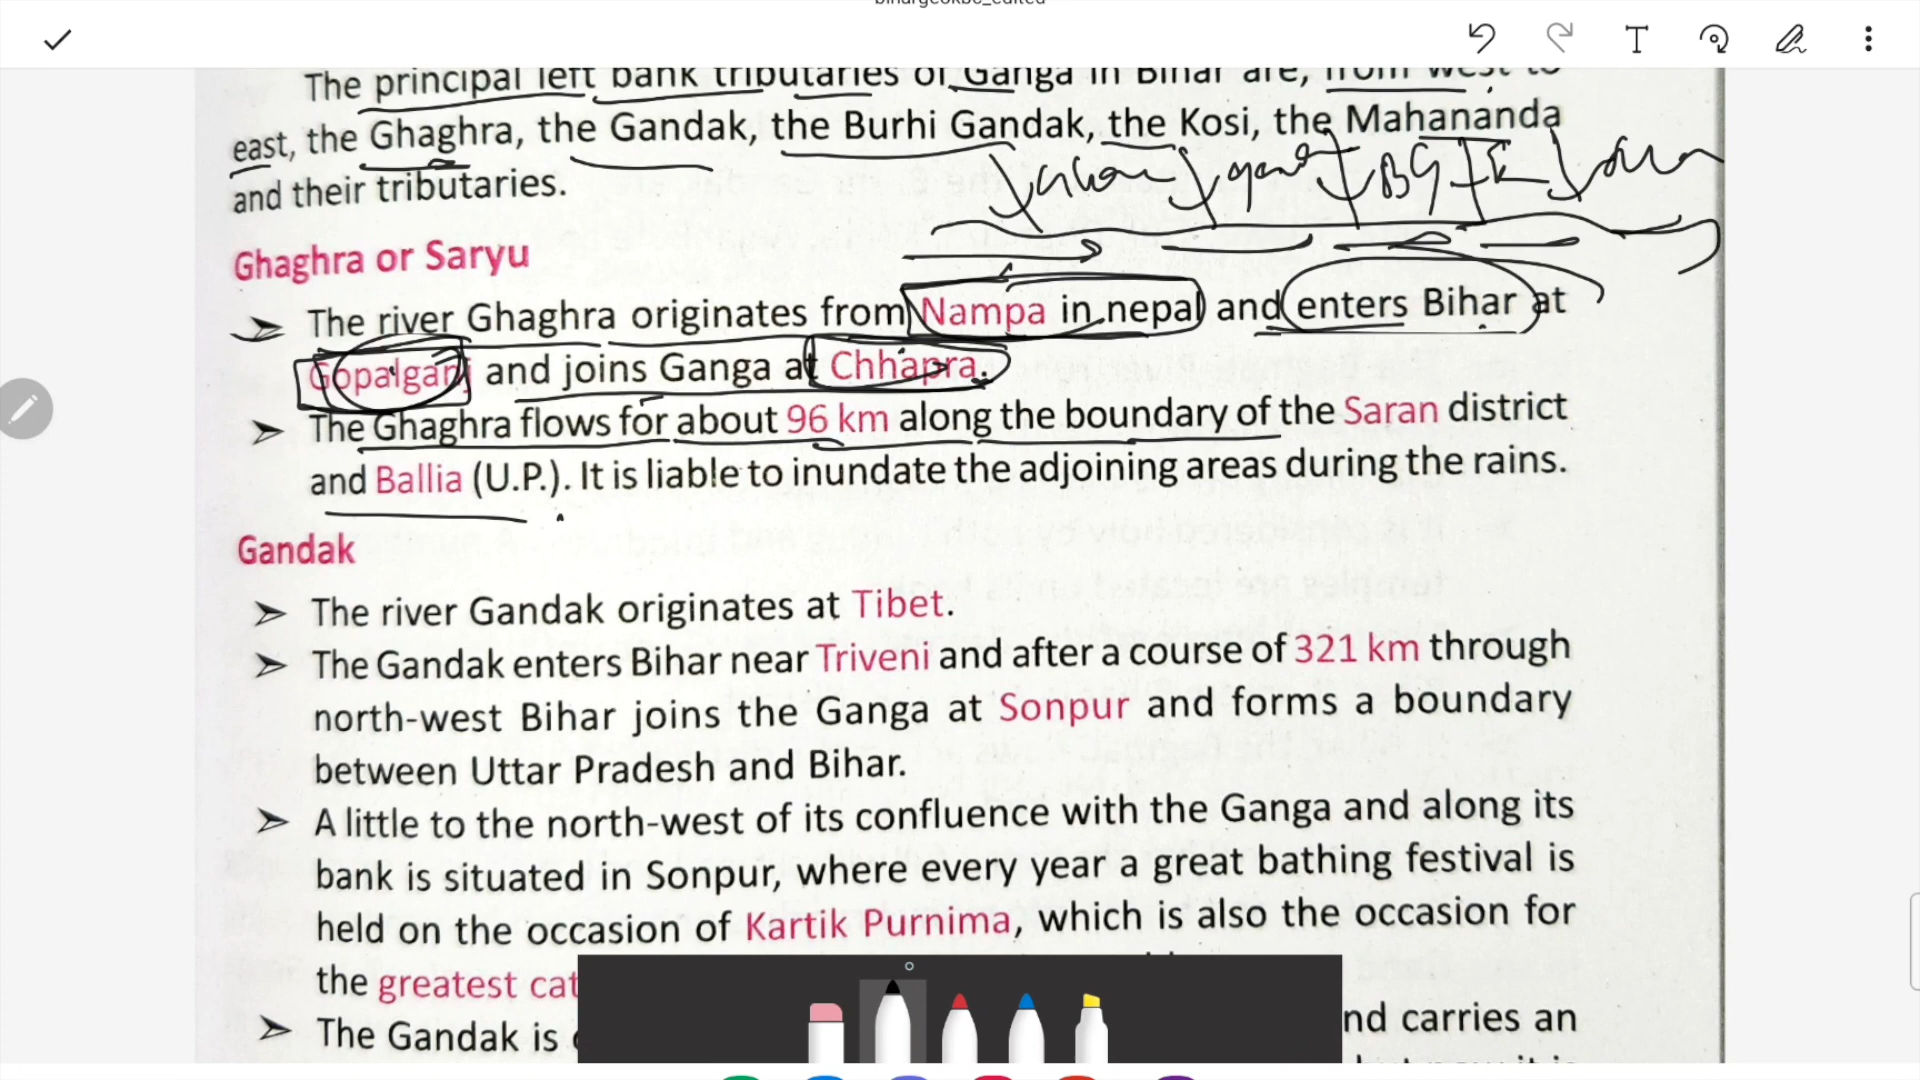 The principal left bank tributaries of Ganga in Bihar are, from west to
east, the Ghaghra, the Gandak, the Burhi Gandak, the Kosi, the Mahananda
and their tributaries.
BG K
Ghaghra or Saryu
➢ The river Ghaghra originates from Nampa in nepal and enters Bihar at
Gopalganj and joins Ganga at Chhapra.
➢ The Ghaghra flows for about 96 km along the boundary of the Saran district
and Ballia (U.P.). It is liable to inundate the adjoining areas during the rains.
Gandak
➢ The river Gandak originates at Tibet.
➢ The Gandak enters Bihar near Triveni and after a course of 321 km through
north-west Bihar joins the Ganga at Sonpur and forms a boundary
between Uttar Pradesh and Bihar.
➢ A little to the north-west of its confluence with the Ganga and along its
bank is situated in Sonpur, where every year a great bathing festival is
held on the occasion of Kartik Purnima, which is also the occasion for
the greatest cat
➢ The Gandak is
nd carries an